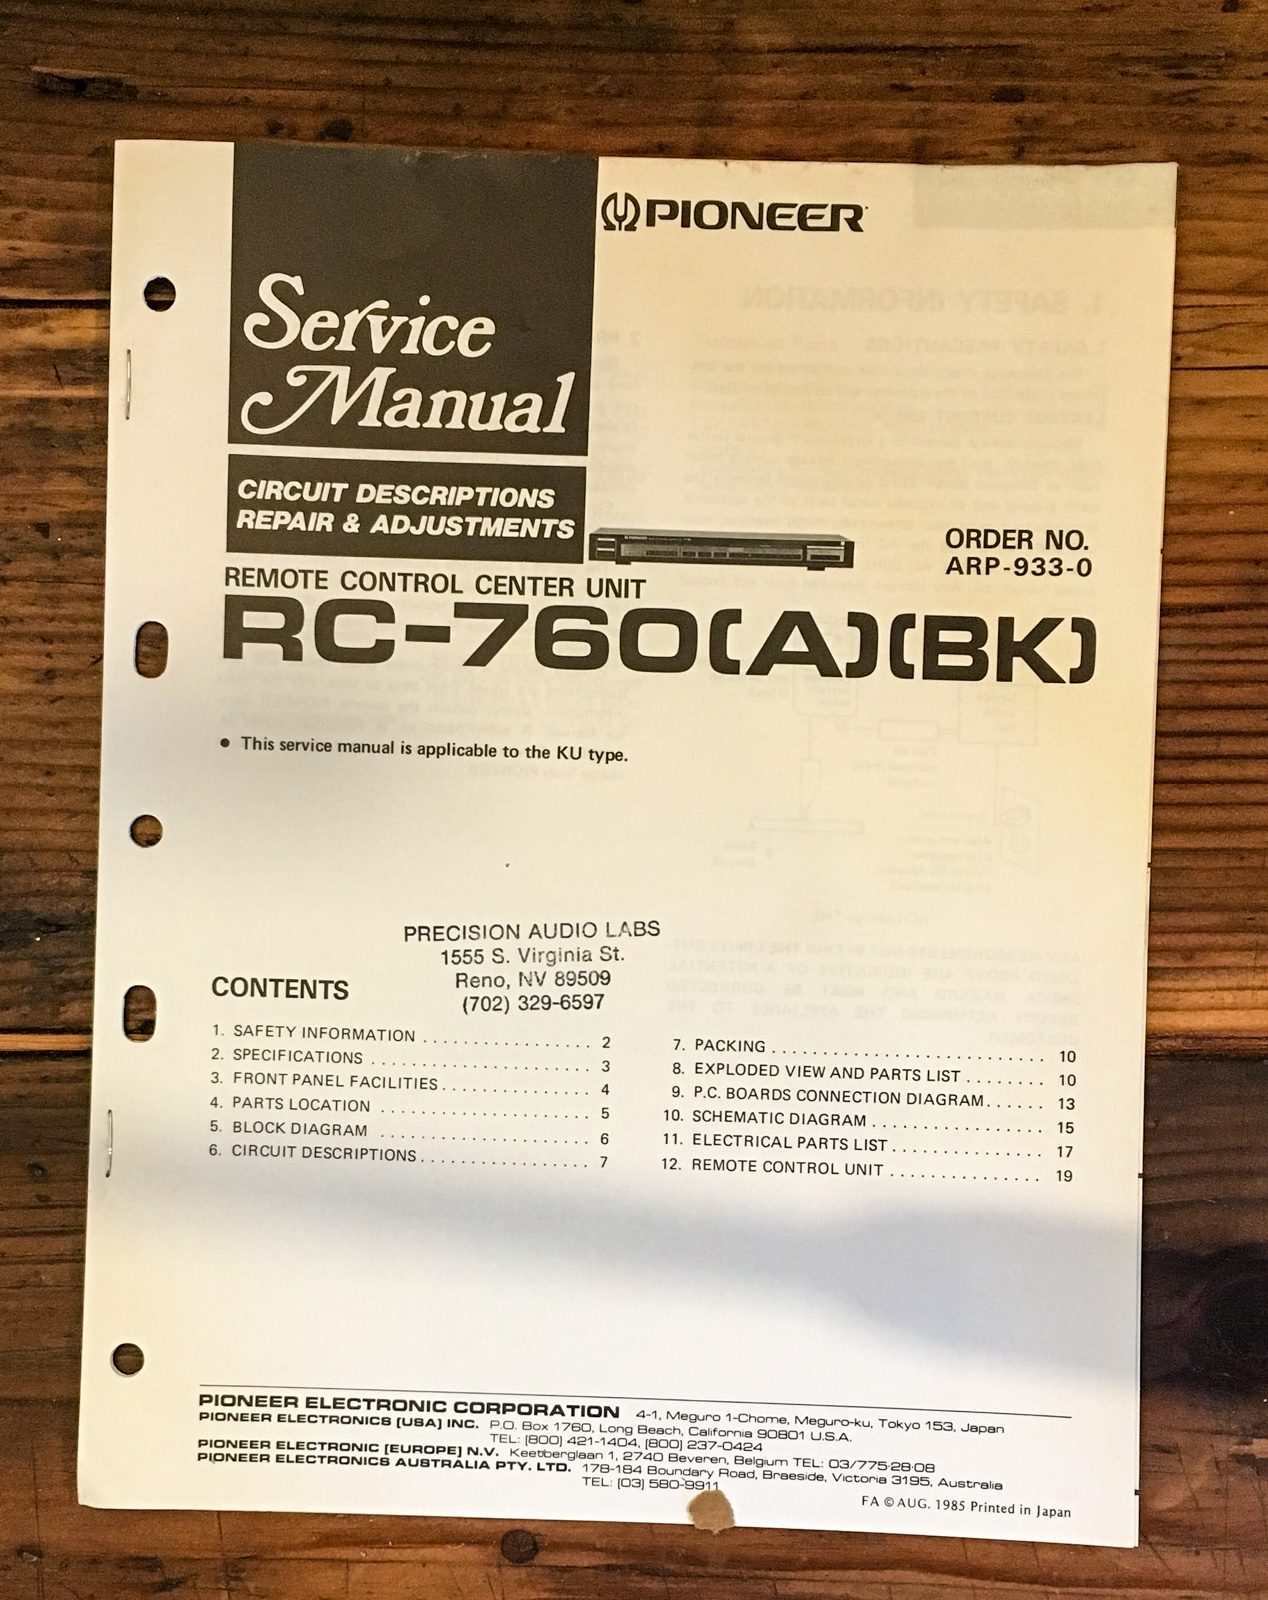 PIONEER
Service
Manual
CIRCUIT DESCRIPTIONS
REPAIR & ADJUSTMENTS
ORDER NO.
ARP-933-0
REMOTE CONTROL CENTER UNIT
RC-760(A)(BK)
● This service manual is applicable to the KU type.
PRECISION AUDIO LABS
1555 S. Virginia St.
Reno, NV 89509
(702) 329-6597
CONTENTS
1. SAFETY INFORMATION . . . . . . . . . . . . . . . . . 2
2. SPECIFICATIONS . . . . . . . . . . . . . . . . . . . . . . 3
3. FRONT PANEL FACILITIES . . . . . . . . . . . . . . . 4
4. PARTS LOCATION . . . . . . . . . . . . . . . . . . . . . 5
5. BLOCK DIAGRAM . . . . . . . . . . . . . . . . . . . . . 6
6. CIRCUIT DESCRIPTIONS . . . . . . . . . . . . . . . . . 7
7. PACKING . . . . . . . . . . . . . . . . . . . . . . . . . 10
8. EXPLODED VIEW AND PARTS LIST . . . . . . . . 10
9. P.C. BOARDS CONNECTION DIAGRAM . . . . . . 13
10. SCHEMATIC DIAGRAM . . . . . . . . . . . . . . . . 15
11. ELECTRICAL PARTS LIST . . . . . . . . . . . . . . 17
12. REMOTE CONTROL UNIT . . . . . . . . . . . . . . 19
PIONEER ELECTRONIC CORPORATION 4-1, Meguro 1-Chome, Meguro-ku, Tokyo 153, Japan
PIONEER ELECTRONICS [USA] INC. P.O. Box 1760, Long Beach, California 90801 U.S.A.
TEL: [800] 421-1404, [800] 237-0424
PIONEER ELECTRONIC [EUROPE] N.V. Keetberglaan 1, 2740 Beveren, Belgium TEL: 03/775·28·08
PIONEER ELECTRONICS AUSTRALIA PTY. LTD. 178-184 Boundary Road, Braeside, Victoria 3195, Australia
TEL: [03] 580-9911
FA © AUG. 1985 Printed in Japan